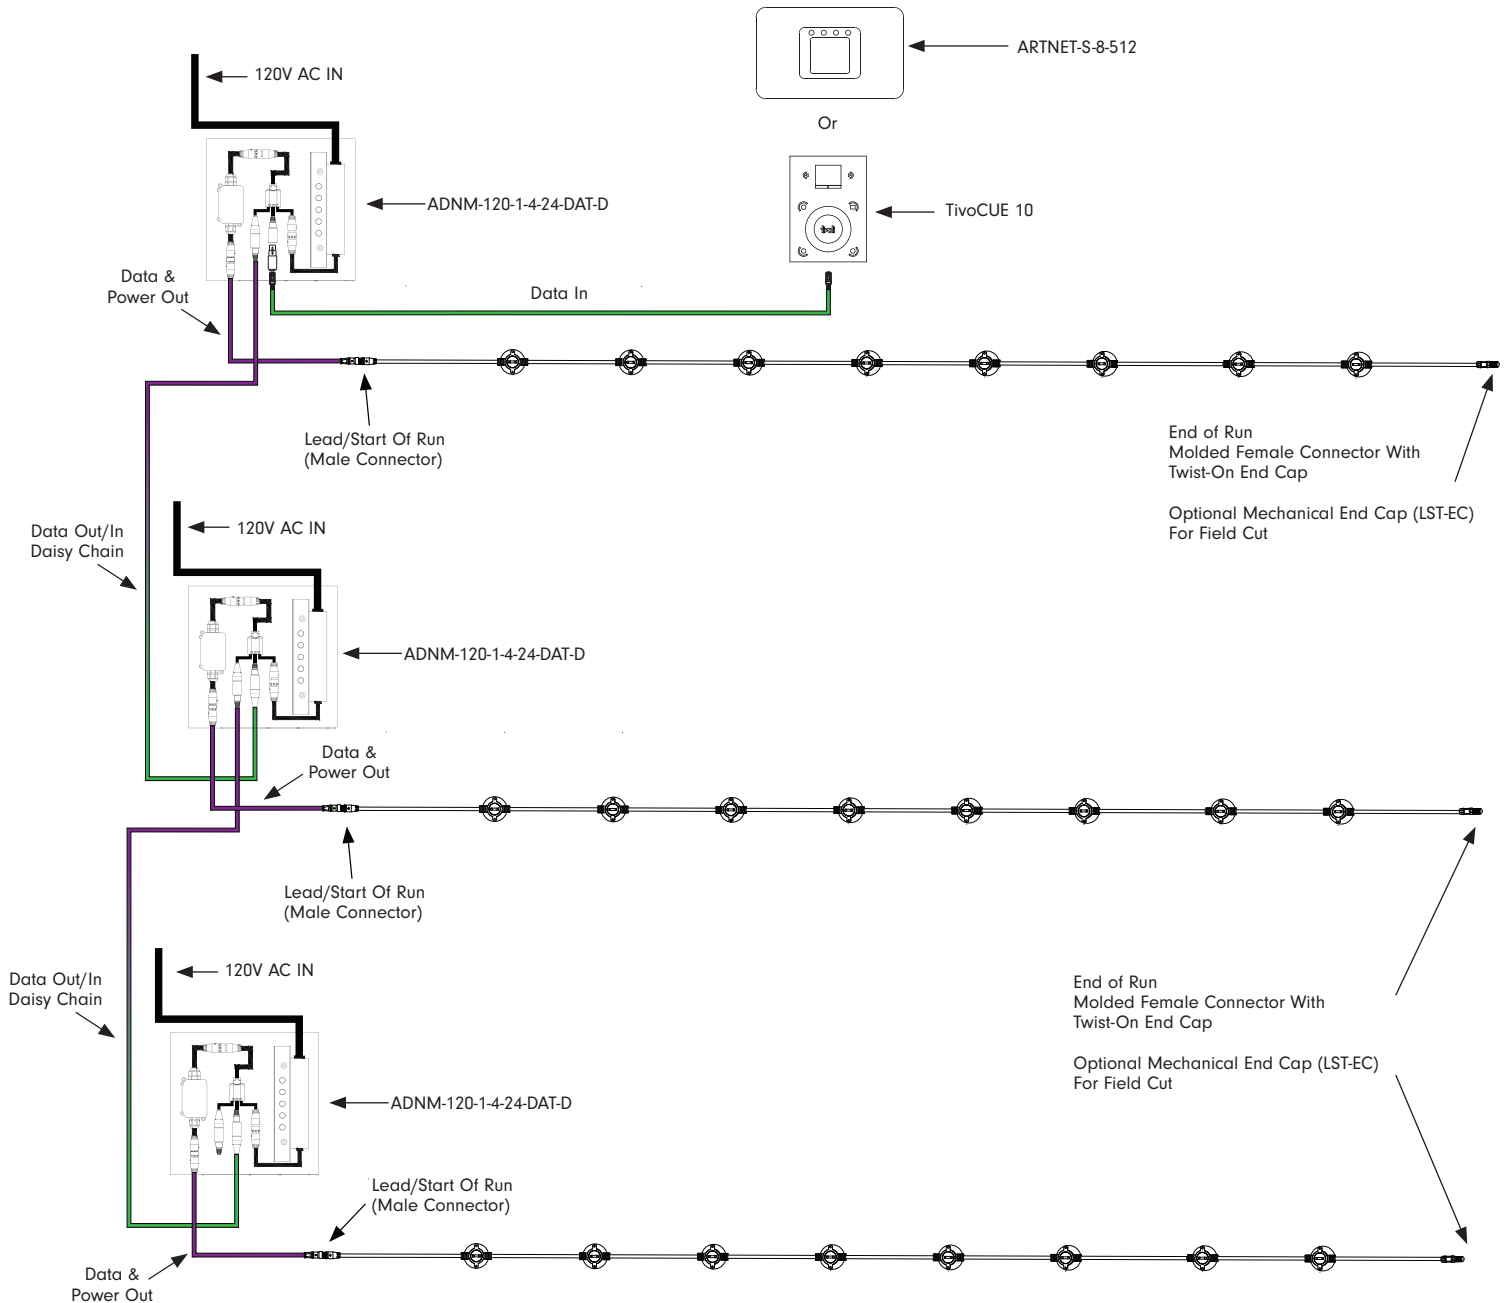 ARTNET-S-8-512
120V AC IN
Or
ADNM-120-1-4-24-DAT-D
TivoCUE 10
Data &
Power Out
Data In
Lead/Start Of Run
(Male Connector)
End of Run
Molded Female Connector With
Twist-On End Cap
Optional Mechanical End Cap (LST-EC)
For Field Cut
Data Out/In
Daisy Chain
120V AC IN
ADNM-120-1-4-24-DAT-D
Data &
Power Out
Lead/Start Of Run
(Male Connector)
Data Out/In
Daisy Chain
120V AC IN
End of Run
Molded Female Connector With
Twist-On End Cap
Optional Mechanical End Cap (LST-EC)
For Field Cut
ADNM-120-1-4-24-DAT-D
Lead/Start Of Run
(Male Connector)
Data &
Power Out